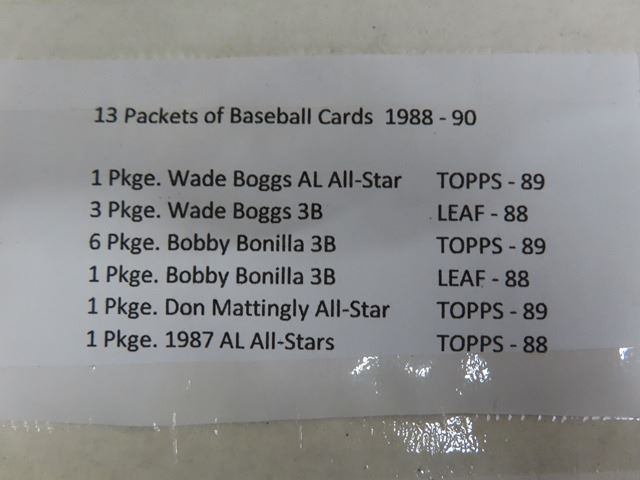 13 Packets of Baseball Cards 1988 - 90
1 Pkge. Wade Boggs AL All-Star TOPPS - 89
3 Pkge. Wade Boggs 3B LEAF - 88
6 Pkge. Bobby Bonilla 3B TOPPS - 89
1 Pkge. Bobby Bonilla 3B LEAF - 88
1 Pkge. Don Mattingly All-Star TOPPS - 89
1 Pkge. 1987 AL All-Stars TOPPS - 88